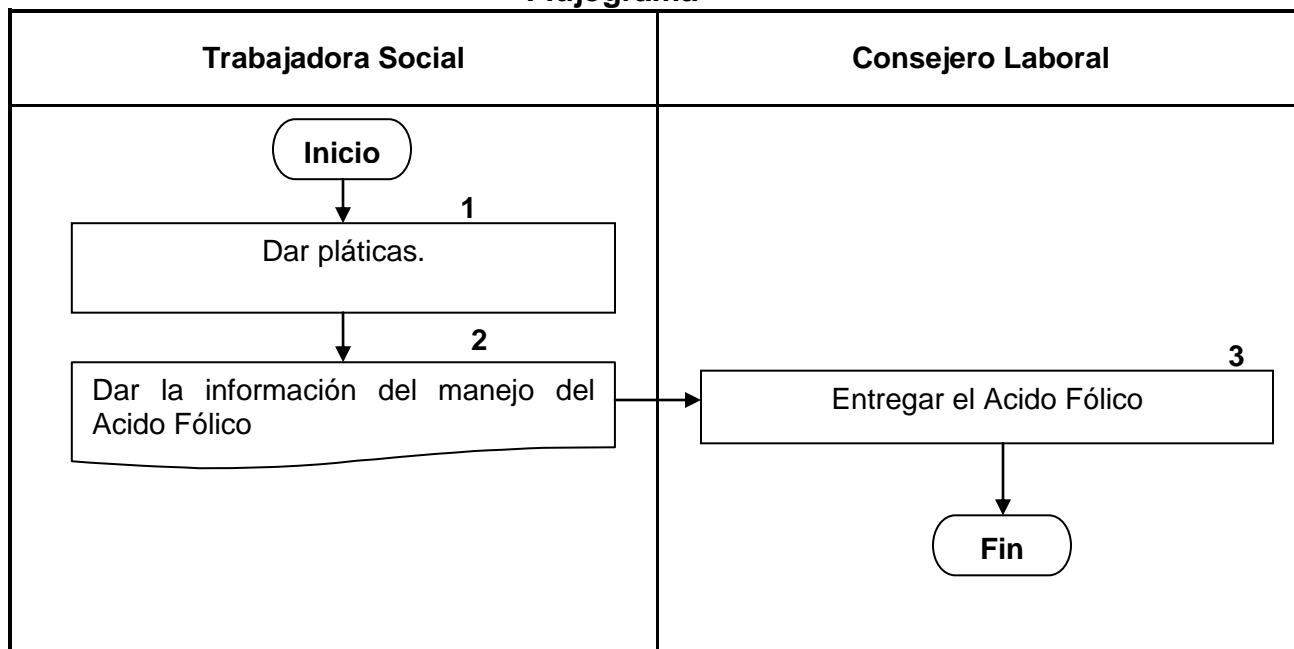 Trabajadora Social
Consejero Laboral
Inicio
1
Dar pláticas.
2
Dar la información del manejo del
Acido Fólico
3
Entregar el Acido Fólico
Fin